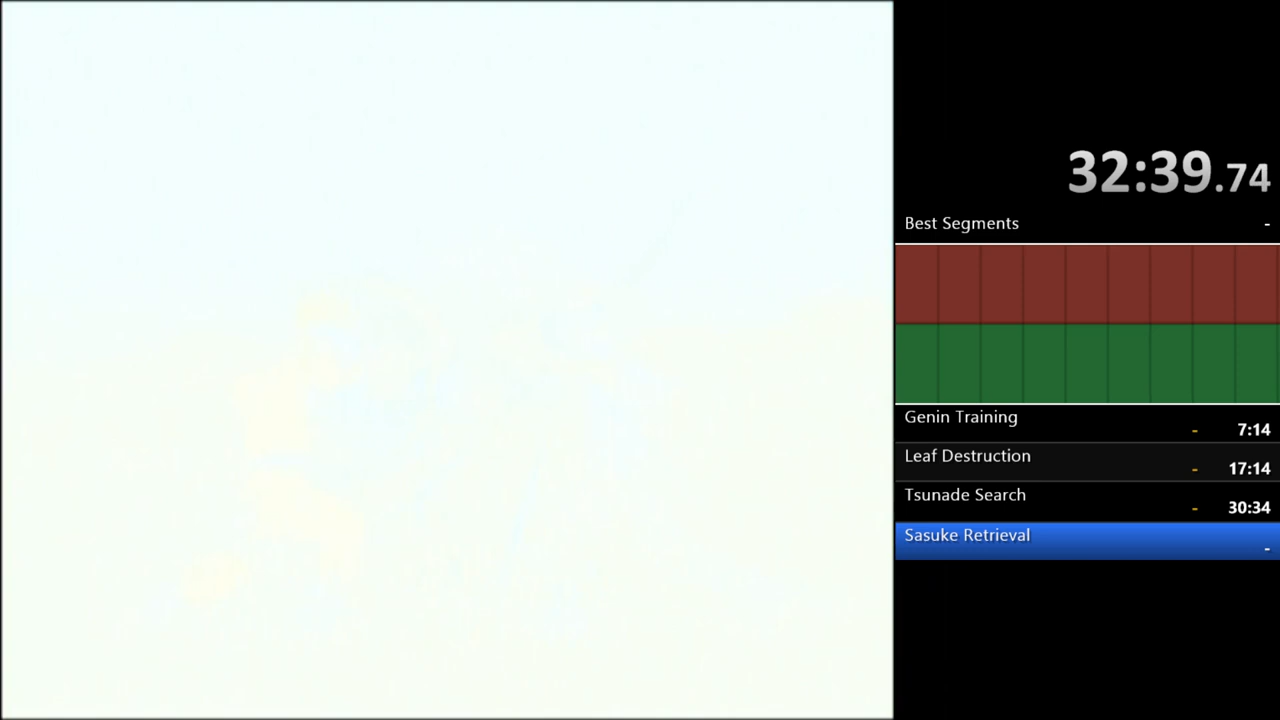 32:39.74
Best Segments -
Genin Training - 7:14
Leaf Destruction - 17:14
Tsunade Search - 30:34
Sasuke Retrieval -